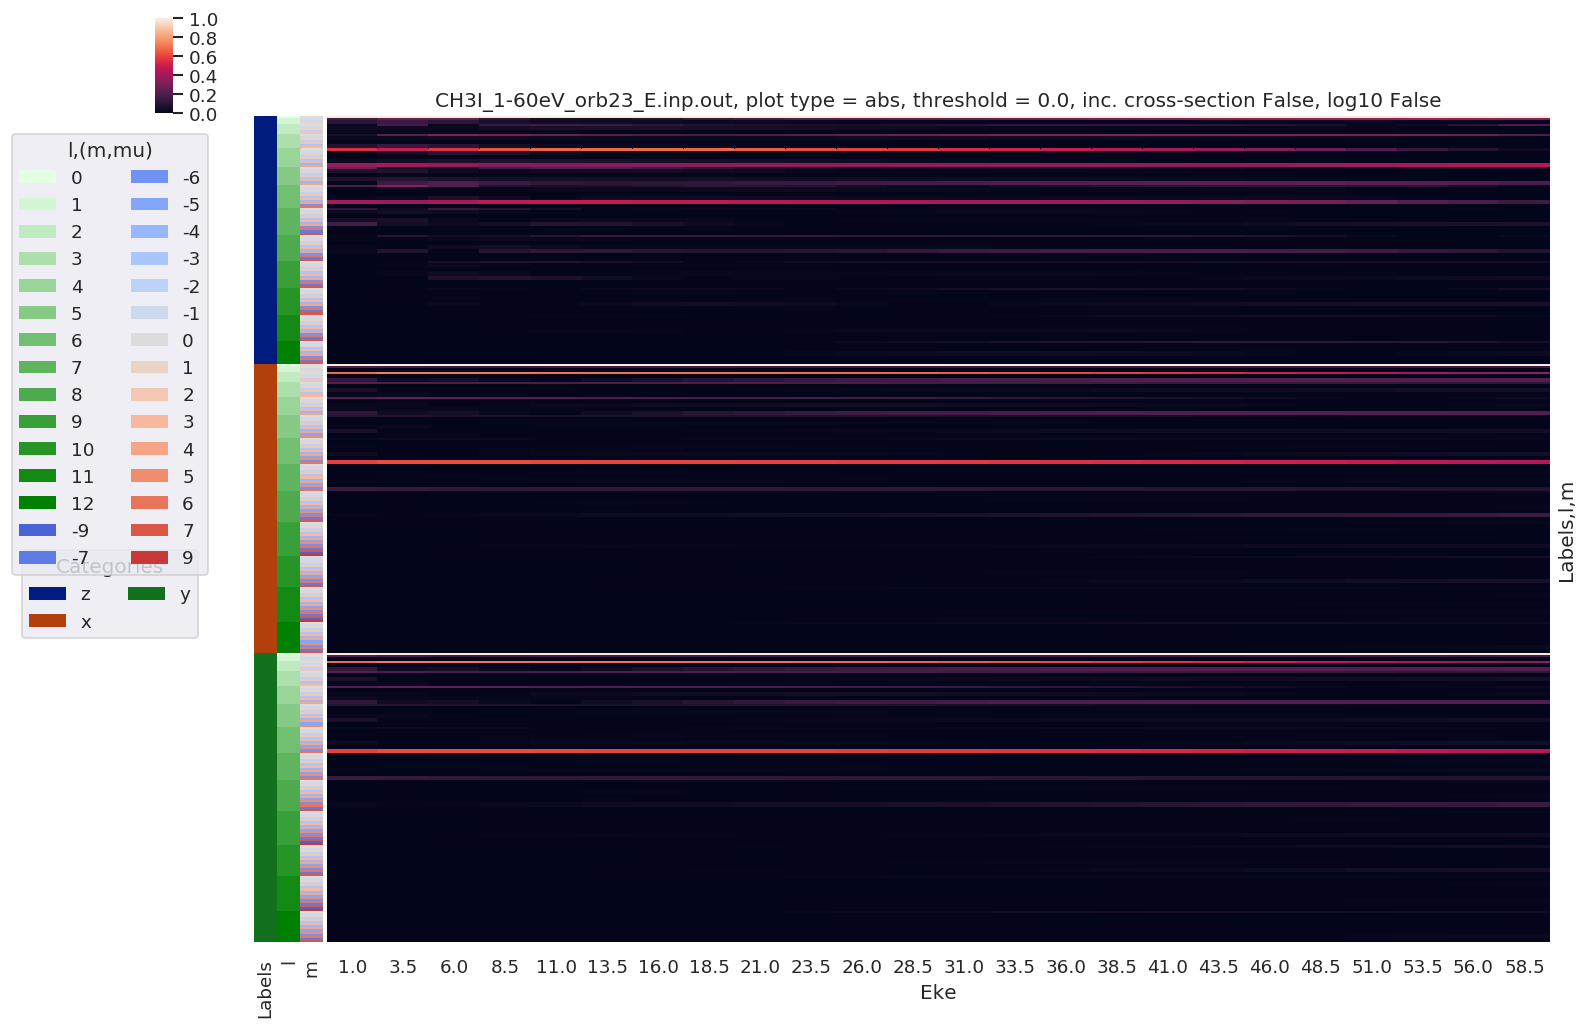 1.0
0.8
0.6
0.4
0.2
0.0
CH3I_1-60eV_orb23_E.inp.out, plot type = abs, threshold = 0.0, inc. cross-section False, log10 False
l,(m,mu)
0 -6
1 -5
2 -4
3 -3
4 -2
5 -1
6 0
7 1
8 2
9 3
10 4
11 5
12 6
-9 7
-7 9
Categories
z y
x
Labels,l,m
Labels l m
1.0 3.5 6.0 8.5 11.0 13.5 16.0 18.5 21.0 23.5 26.0 28.5 31.0 33.5 36.0 38.5 41.0 43.5 46.0 48.5 51.0 53.5 56.0 58.5
Eke